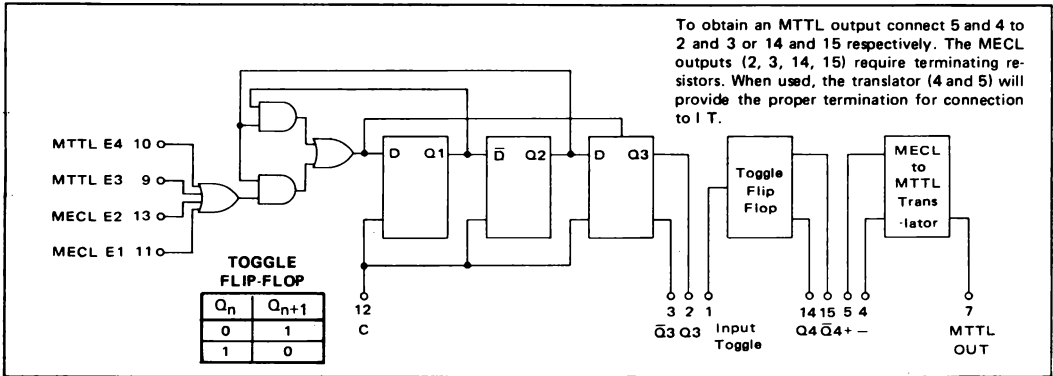 To obtain an MTTL output connect 5 and 4 to
2 and 3 or 14 and 15 respectively. The MECL
outputs (2, 3, 14, 15) require terminating re-
sistors. When used, the translator (4 and 5) will
provide the proper termination for connection
to I T.
MTTL E4 10
MTTL E3 9
MECL E2 13
MECL E1 11
D Q1
D̅ Q2
D Q3
Toggle
Flip
Flop
MECL
to
MTTL
Trans
-lator
TOGGLE
FLIP-FLOP
Qn Qn+1
0 1
1 0
12
C
3 2 1 14 15 5 4 7
Q̅3 Q3 Input Toggle Q4 Q̅4 + − MTTL OUT